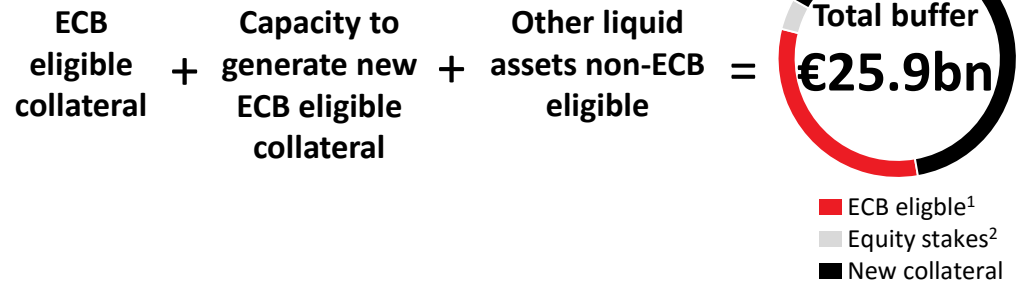 ECB
eligible
collateral
+
Capacity to
generate new
ECB eligible
collateral
+
Other liquid
assets non-ECB
eligible
=
Total buffer
€25.9bn
ECB eligble¹
Equity stakes²
New collateral